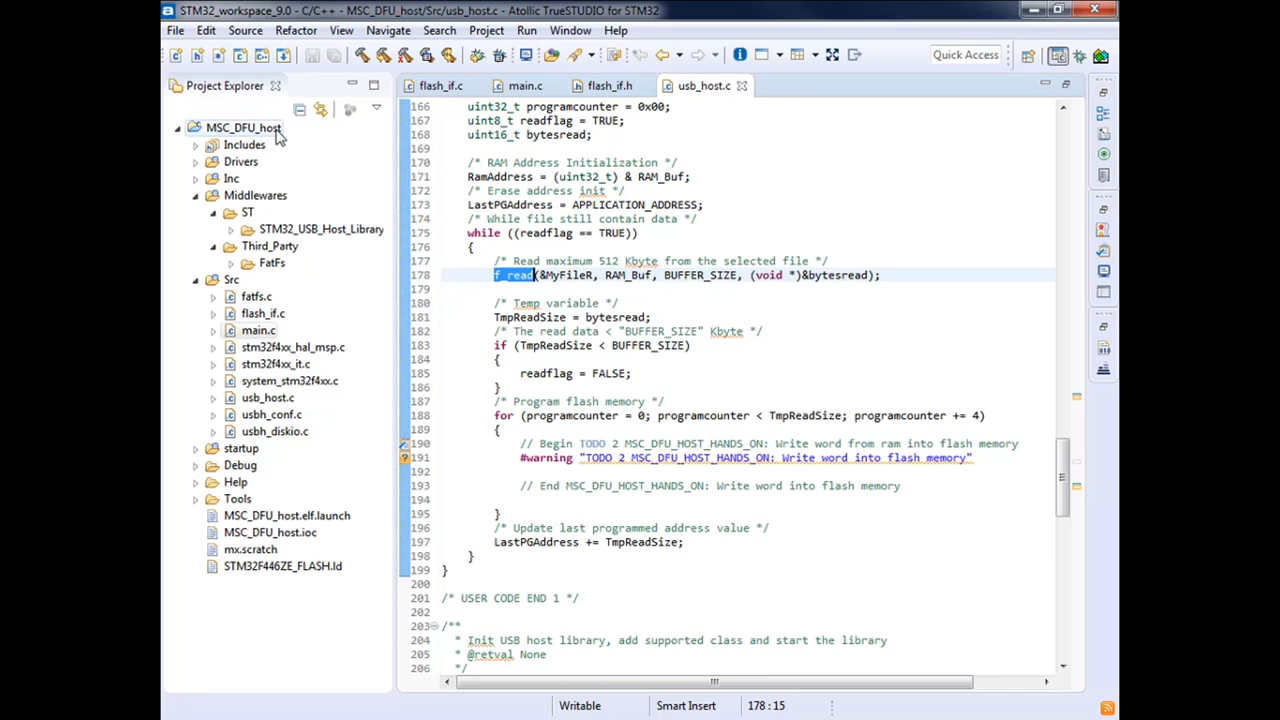 STM32_workspace_9.0 - C/C++ - MSC_DFU_host/Src/usb_host.c - Atollic TrueSTUDIO for STM32
File Edit Source Refactor View Navigate Search Project Run Window Help
Quick Access
Project Explorer
MSC_DFU_host
Includes
Drivers
Inc
Middlewares
ST
STM32_USB_Host_Library
Third_Party
FatFs
Src
fatfs.c
flash_if.c
main.c
stm32f4xx_hal_msp.c
stm32f4xx_it.c
system_stm32f4xx.c
usb_host.c
usbh_conf.c
usbh_diskio.c
startup
Debug
Help
Tools
MSC_DFU_host.elf.launch
MSC_DFU_host.ioc
mx.scratch
STM32F446ZE_FLASH.ld
flash_if.c main.c flash_if.h usb_host.c
166 uint32_t programcounter = 0x00;
167 uint8_t readflag = TRUE;
168 uint16_t bytesread;
169
170 /* RAM Address Initialization */
171 RamAddress = (uint32_t) & RAM_Buf;
172 /* Erase address init */
173 LastPGAddress = APPLICATION_ADDRESS;
174 /* While file still contain data */
175 while ((readflag == TRUE))
176 {
177 /* Read maximum 512 Kbyte from the selected file */
178 f_read(&MyFileR, RAM_Buf, BUFFER_SIZE, (void *)&bytesread);
179
180 /* Temp variable */
181 TmpReadSize = bytesread;
182 /* The read data < "BUFFER_SIZE" Kbyte */
183 if (TmpReadSize < BUFFER_SIZE)
184 {
185 readflag = FALSE;
186 }
187 /* Program flash memory */
188 for (programcounter = 0; programcounter < TmpReadSize; programcounter += 4)
189 {
190 // Begin TODO 2 MSC_DFU_HOST_HANDS_ON: Write word from ram into flash memory
191 #warning "TODO 2 MSC_DFU_HOST_HANDS_ON: Write word into flash memory"
192
193 // End MSC_DFU_HOST_HANDS_ON: Write word into flash memory
194
195 }
196 /* Update last programmed address value */
197 LastPGAddress += TmpReadSize;
198 }
199 }
200
201 /* USER CODE END 1 */
202
203 /**
204 * Init USB host library, add supported class and start the library
205 * @retval None
206 */
Writable Smart Insert 178 : 15